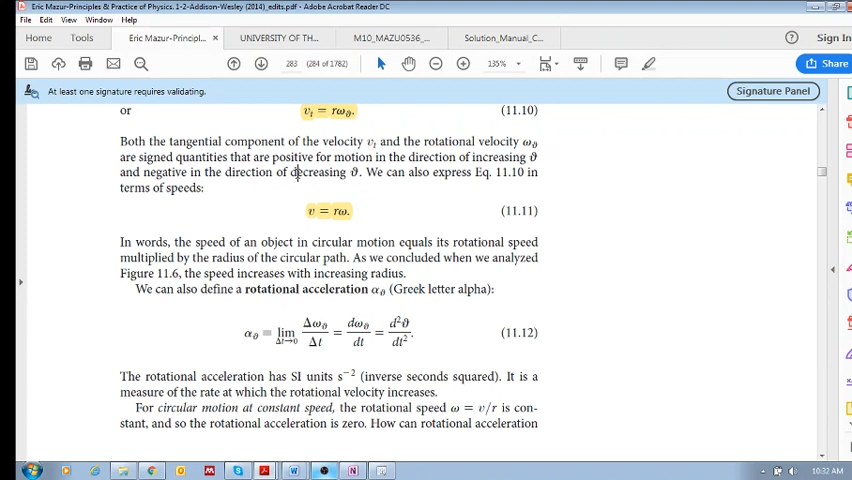 Eric Mazur-Principles & Practice of Physics. 1-2-Addison-Wesley (2014)_edits.pdf - Adobe Acrobat Reader DC
File Edit View Window Help
Home Tools Eric Mazur-Principl... × UNIVERSITY OF TH... M10_MAZU0536_... Solution_Manual_C... Sign In
283 (284 of 1782) 135% Share
At least one signature requires validating. Signature Panel
or v_t = rω_ϑ. (11.10)
Both the tangential component of the velocity v_t and the rotational velocity ω_ϑ
are signed quantities that are positive for motion in the direction of increasing ϑ
and negative in the direction of decreasing ϑ. We can also express Eq. 11.10 in
terms of speeds:
v = rω. (11.11)
In words, the speed of an object in circular motion equals its rotational speed
multiplied by the radius of the circular path. As we concluded when we analyzed
Figure 11.6, the speed increases with increasing radius.
We can also define a rotational acceleration α_ϑ (Greek letter alpha):
α_ϑ ≡ lim_{Δt→0} Δω_ϑ/Δt = dω_ϑ/dt = d²ϑ/dt². (11.12)
The rotational acceleration has SI units s⁻² (inverse seconds squared). It is a
measure of the rate at which the rotational velocity increases.
For circular motion at constant speed, the rotational speed ω = v/r is con-
stant, and so the rotational acceleration is zero. How can rotational acceleration
10:32 AM